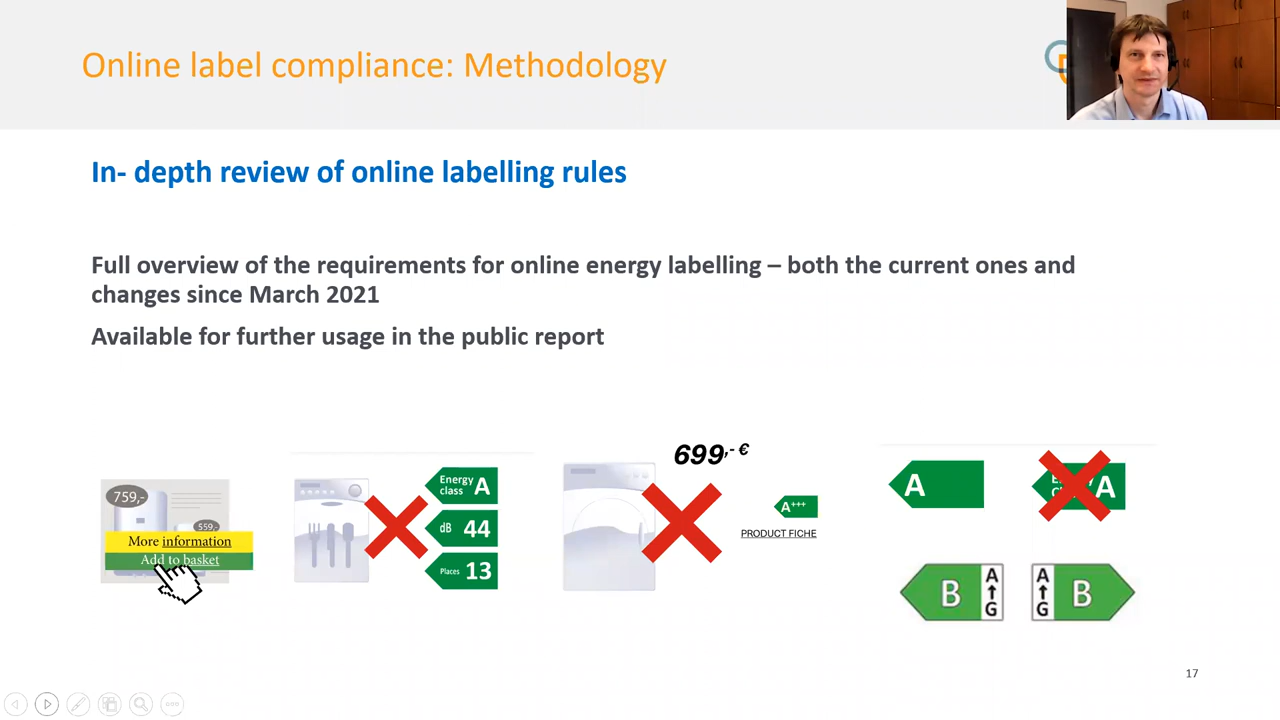 Online label compliance: Methodology
In- depth review of online labelling rules
Full overview of the requirements for online energy labelling – both the current ones and
changes since March 2021
Available for further usage in the public report
759,-
559,-
More information
Add to basket
Energy
class A
dB 44
Places 13
699,- €
A+++
PRODUCT FICHE
A
A
B
A
G
A
G
B
17